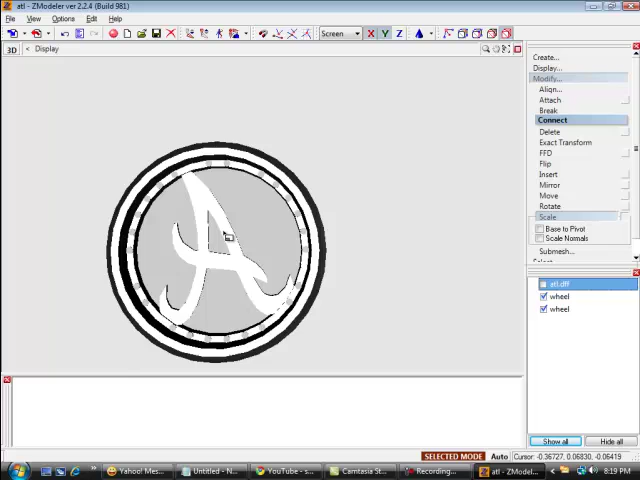 atl - ZModeler ver 2.2.4 (Build 981)
File View Options Edit Help
Screen X Y Z
3D < Display
Create...
Display...
Modify...
Align...
Attach
Break
Connect
Delete
Exact Transform
FFD
Flip
Insert
Mirror
Move
Rotate
Scale
Base to Pivot
Scale Normals
Submesh...
Select
atl.dff
wheel
wheel
Show all Hide all
SELECTED MODE Auto Cursor: -0.36727, 0.06830, -0.06419
Yahoo! Mes... Untitled - N... YouTube - s... Camtasia St... Recording... atl - ZModel... 8:19 PM